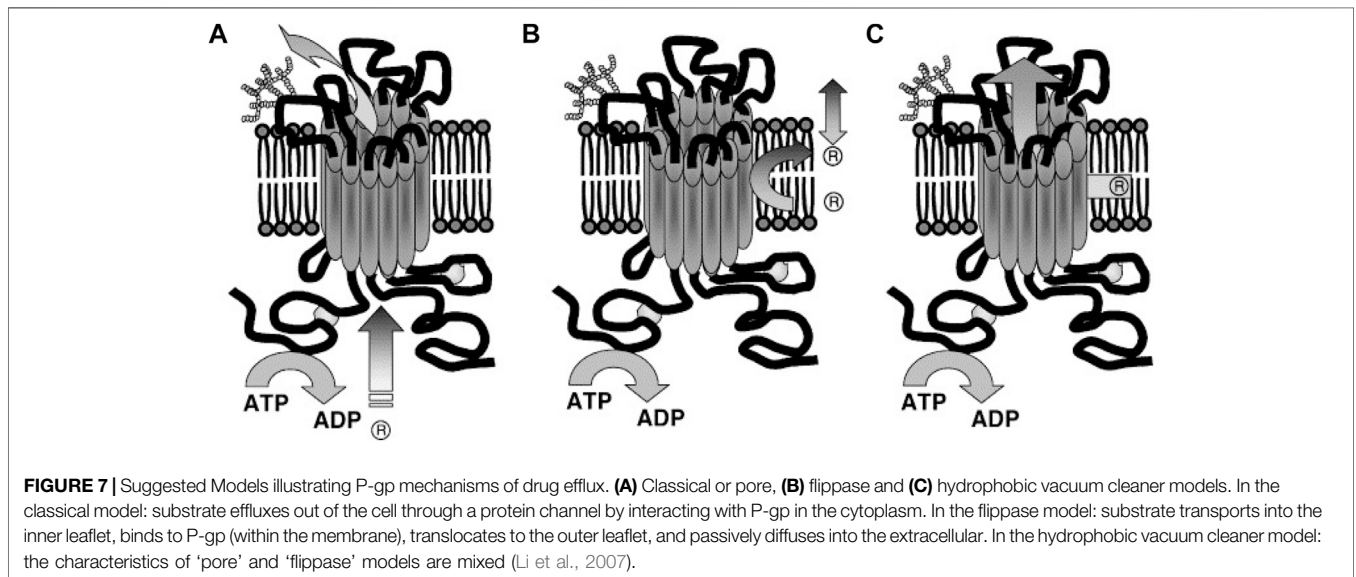 A
B
C
R
R
R
ATP
ADP
R
ATP
ADP
ATP
ADP
FIGURE 7 | Suggested Models illustrating P-gp mechanisms of drug efflux. (A) Classical or pore, (B) flippase and (C) hydrophobic vacuum cleaner models. In the
classical model: substrate effluxes out of the cell through a protein channel by interacting with P-gp in the cytoplasm. In the flippase model: substrate transports into the
inner leaflet, binds to P-gp (within the membrane), translocates to the outer leaflet, and passively diffuses into the extracellular. In the hydrophobic vacuum cleaner model:
the characteristics of ‘pore’ and ‘flippase’ models are mixed (Li et al., 2007).